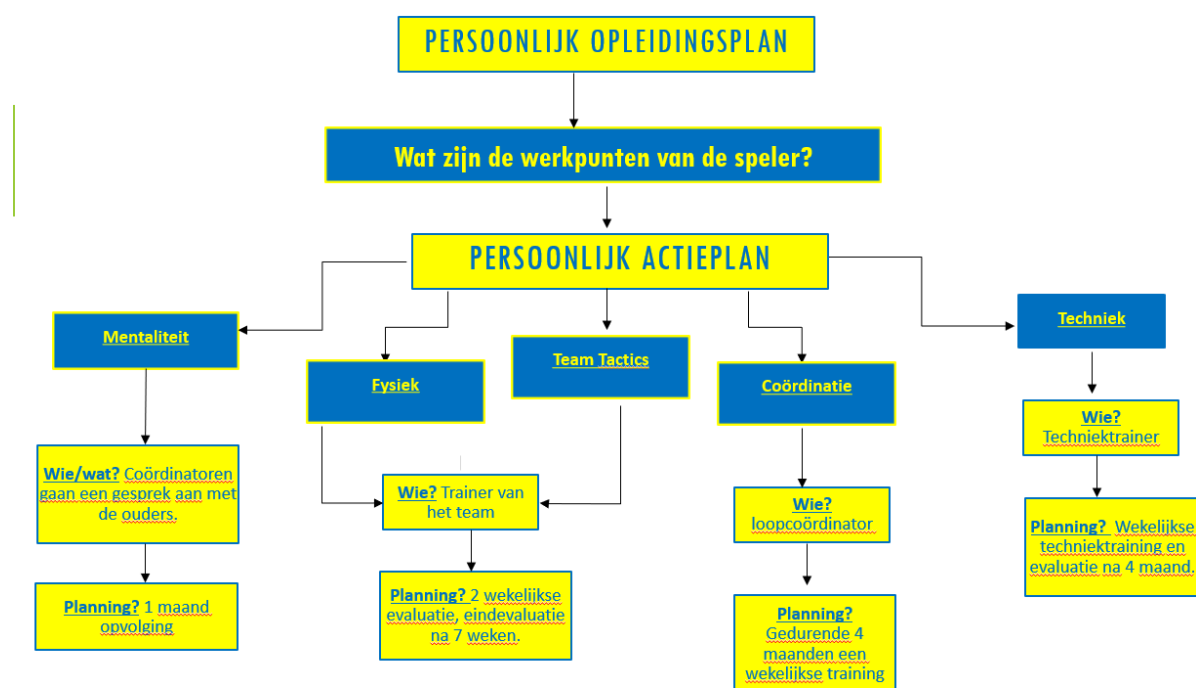 PERSOONLIJK OPLEIDINGSPLAN
Wat zijn de werkpunten van de speler?
PERSOONLIJK ACTIEPLAN
Mentaliteit
Fysiek
Team Tactics
Coördinatie
Techniek
Wie/wat? Coördinatoren
gaan een gesprek aan met
de ouders.
Planning? 1 maand
opvolging
Wie? Trainer van
het team
Planning? 2 wekelijkse
evaluatie, eindevaluatie
na 7 weken.
Wie?
loopcoördinator
Planning?
Gedurende 4
maanden een
wekelijkse training
Wie?
Techniektrainer
Planning? Wekelijkse
techniektraining en
evaluatie na 4 maand.